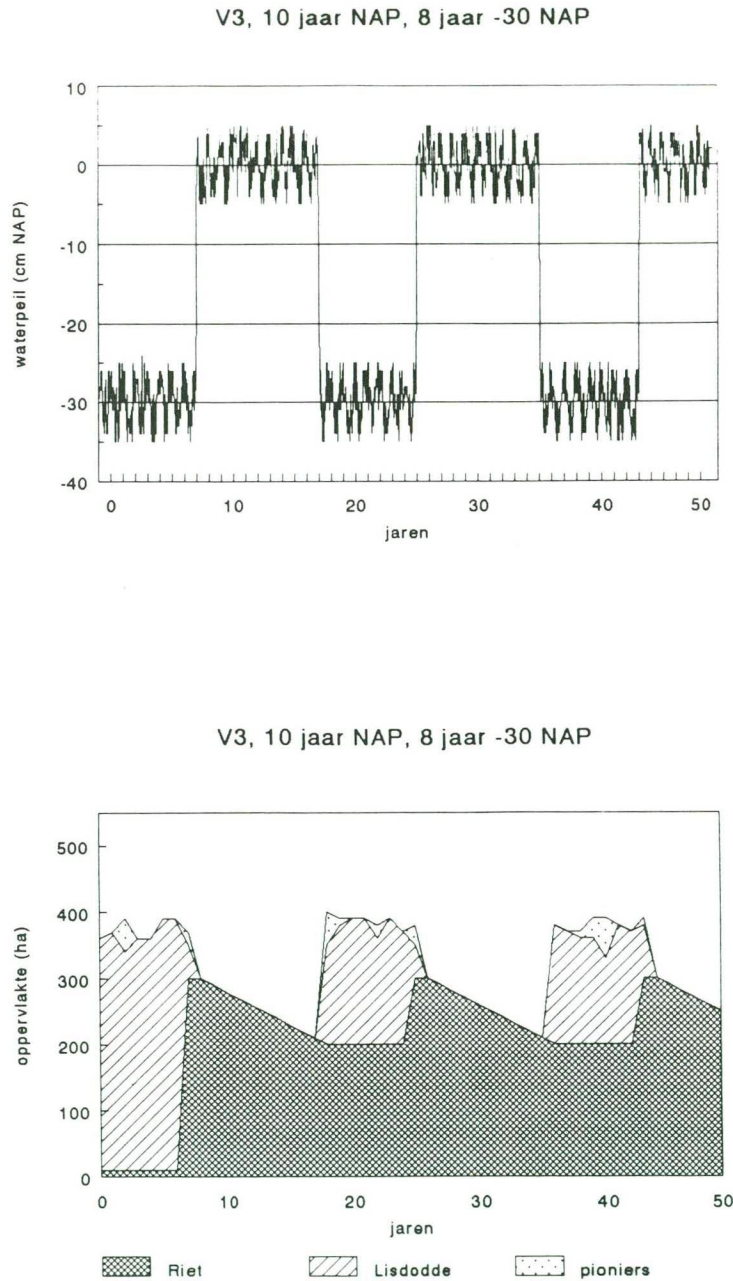 V3, 10 jaar NAP, 8 jaar -30 NAP
waterpeil (cm NAP)
10
0
-10
-20
-30
-40
0 10 20 30 40 50
jaren
V3, 10 jaar NAP, 8 jaar -30 NAP
oppervlakte (ha)
500
400
300
200
100
0
0 10 20 30 40 50
jaren
Riet Lisdodde pioniers